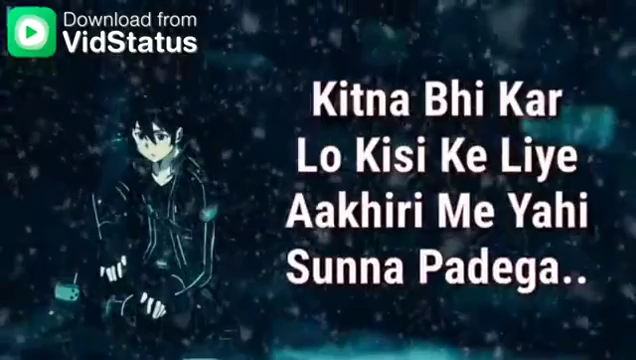 Download from
VidStatus
Kitna Bhi Kar
Lo Kisi Ke Liye
Aakhiri Me Yahi
Sunna Padega..